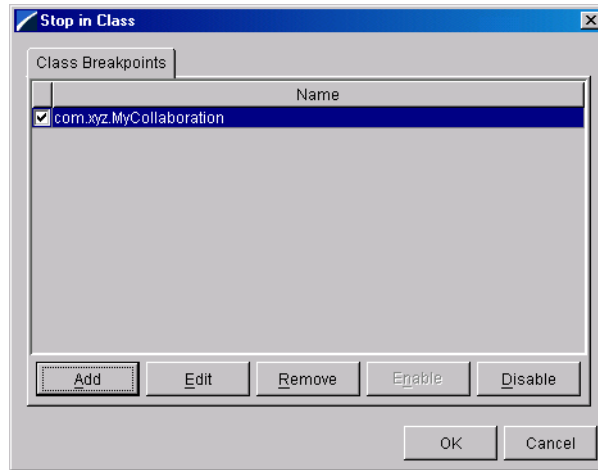 Stop in Class
Class Breakpoints
Name
com.xyz.MyCollaboration
Add Edit Remove Enable Disable
OK Cancel